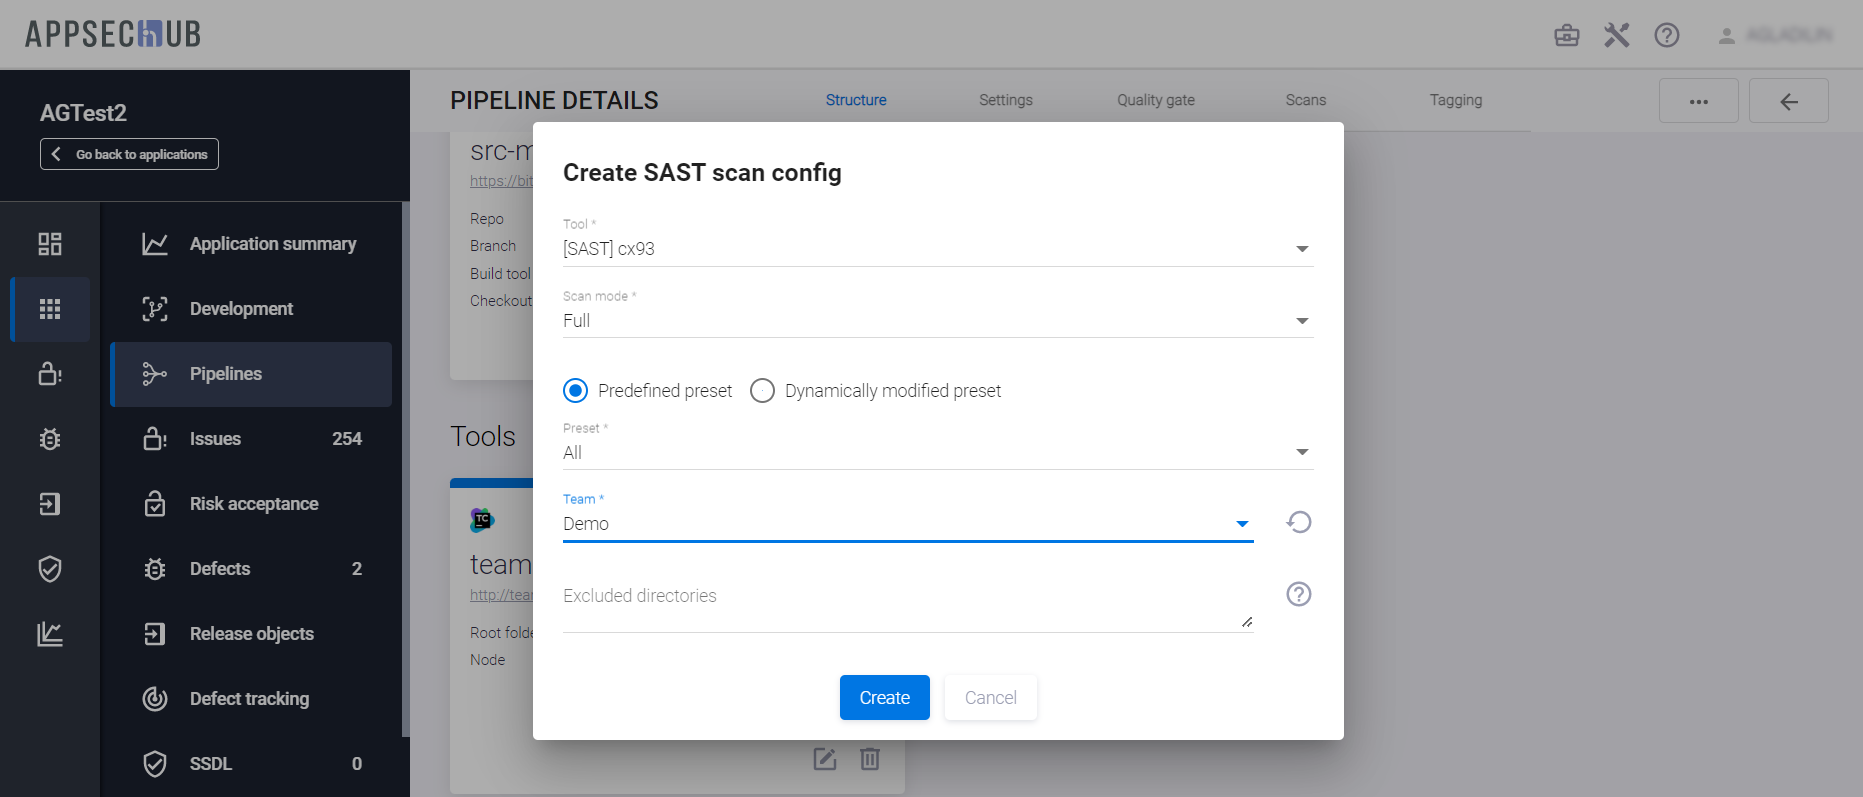 APPSECHUB
AGTest2
Go back to applications
Application summary
Development
Pipelines
Issues 254
Risk acceptance
Defects 2
Release objects
Defect tracking
SSDL 0
PIPELINE DETAILS
Structure
Settings
Quality gate
Scans
Tagging
src-m
https://bit
Repo
Branch
Build tool
Checkout
Tools
TC
team
http://tear
Root folde
Node
Create SAST scan config
Tool *
[SAST] cx93
Scan mode *
Full
Predefined preset
Dynamically modified preset
Preset *
All
Team *
Demo
Excluded directories
Create
Cancel